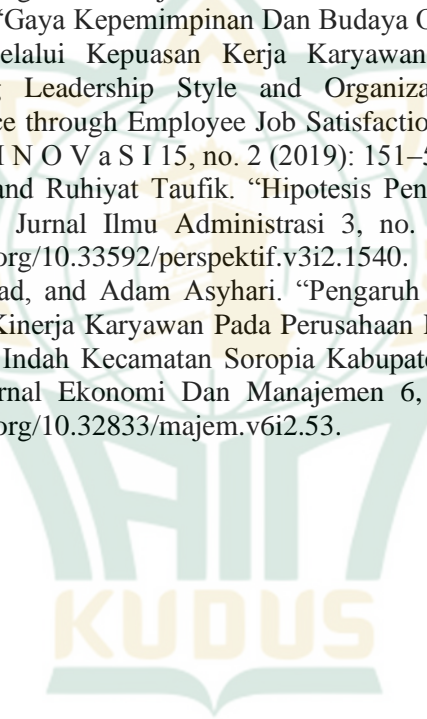 “Gaya Kepemimpinan Dan Budaya O
elalui Kepuasan Kerja Karyawan
Leadership Style and Organiza
ce through Employee Job Satisfactio
I N O V a S I 15, no. 2 (2019): 151–5
and Ruhiyat Taufik. “Hipotesis Pen
Jurnal Ilmu Administrasi 3, no.
org/10.33592/perspektif.v3i2.1540.
ad, and Adam Asyhari. “Pengaruh
Kinerja Karyawan Pada Perusahaan
Indah Kecamatan Soropia Kabupate
rnal Ekonomi Dan Manajemen 6,
org/10.32833/majem.v6i2.53.
KUDUS